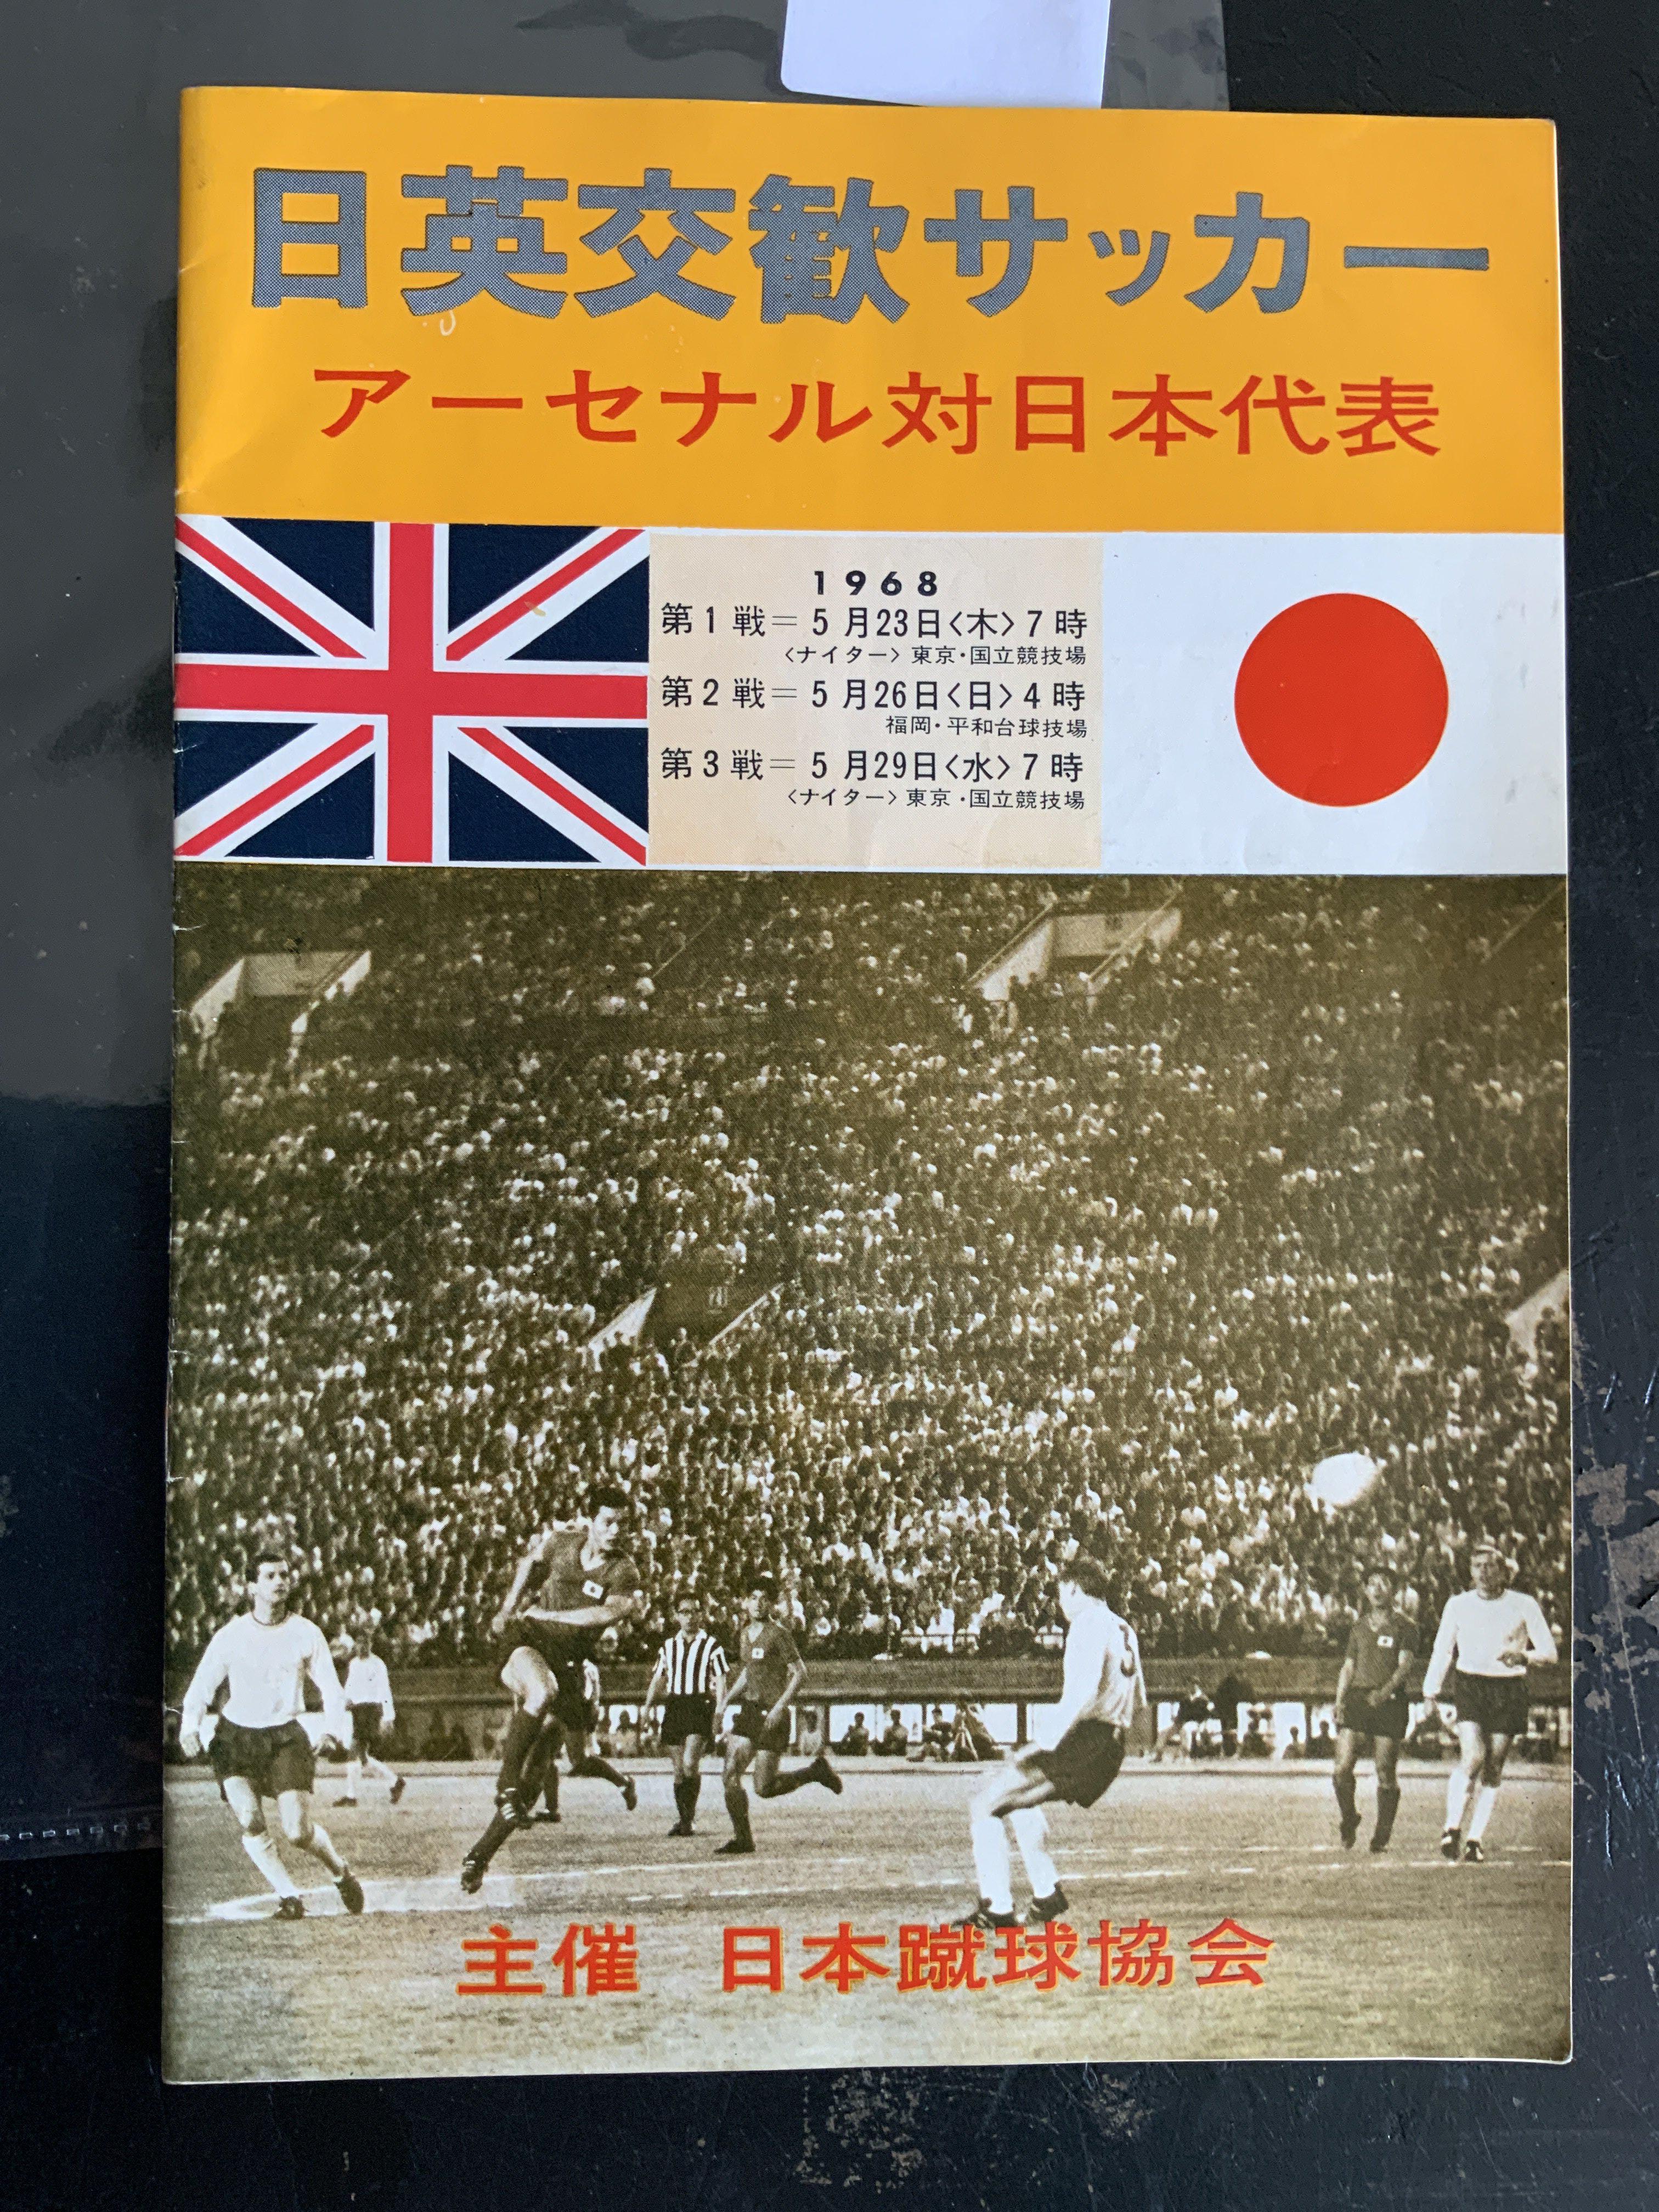 日英交歓サッカー
アーセナル対日本代表
1968
第1戦＝5月23日〈木〉7時
〈ナイター〉東京・国立競技場
第2戦＝5月26日〈日〉4時
福岡・平和台球技場
第3戦＝5月29日〈水〉7時
〈ナイター〉東京・国立競技場
主催 日本蹴球協会